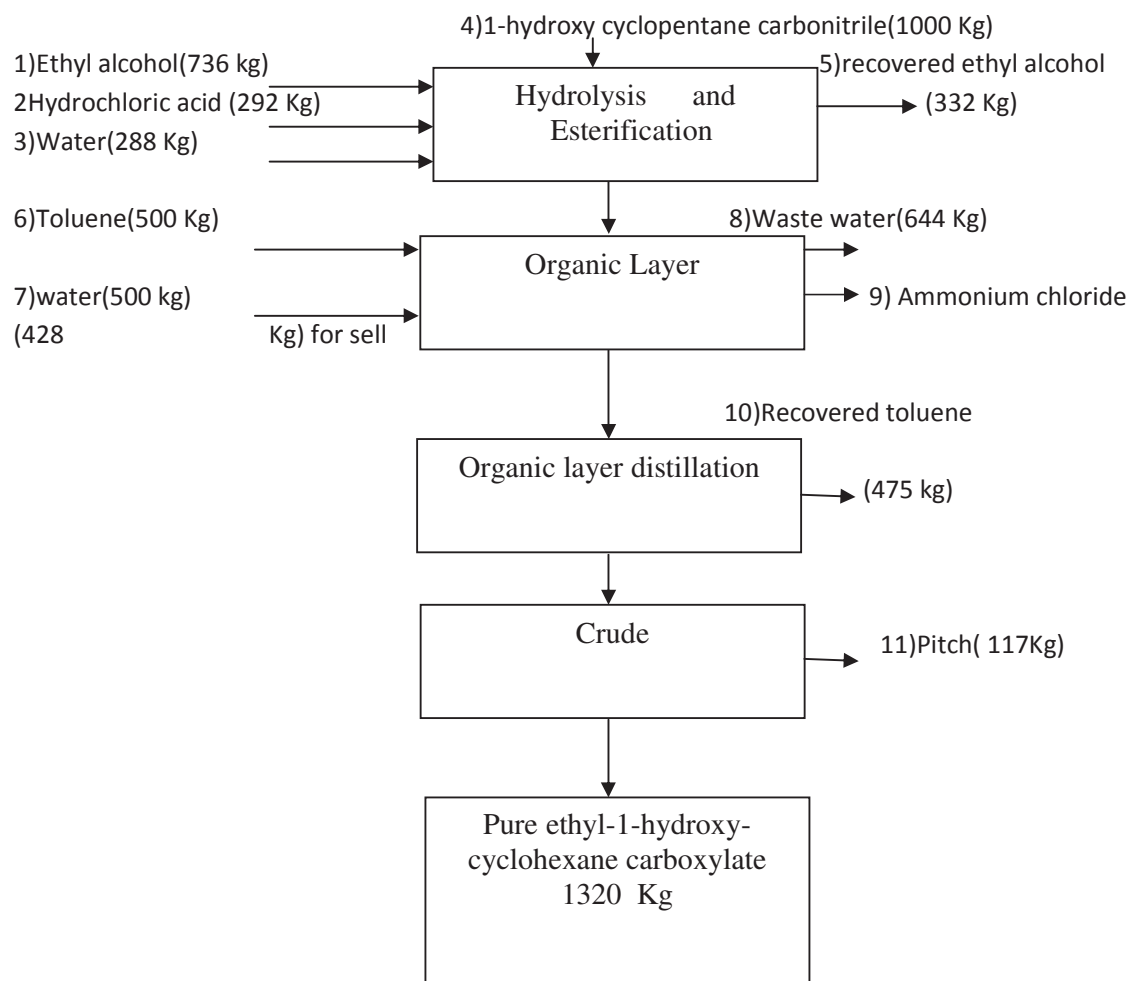 4)1-hydroxy cyclopentane carbonitrile(1000 Kg)
1)Ethyl alcohol(736 kg)
5)recovered ethyl alcohol
2Hydrochloric acid (292 Kg)
(332 Kg)
3)Water(288 Kg)
Hydrolysis and
Esterification
6)Toluene(500 Kg)
8)Waste water(644 Kg)
Organic Layer
7)water(500 kg)
9) Ammonium chloride
(428 Kg) for sell
10)Recovered toluene
Organic layer distillation
(475 kg)
Crude
11)Pitch( 117Kg)
Pure ethyl-1-hydroxy-
cyclohexane carboxylate
1320 Kg